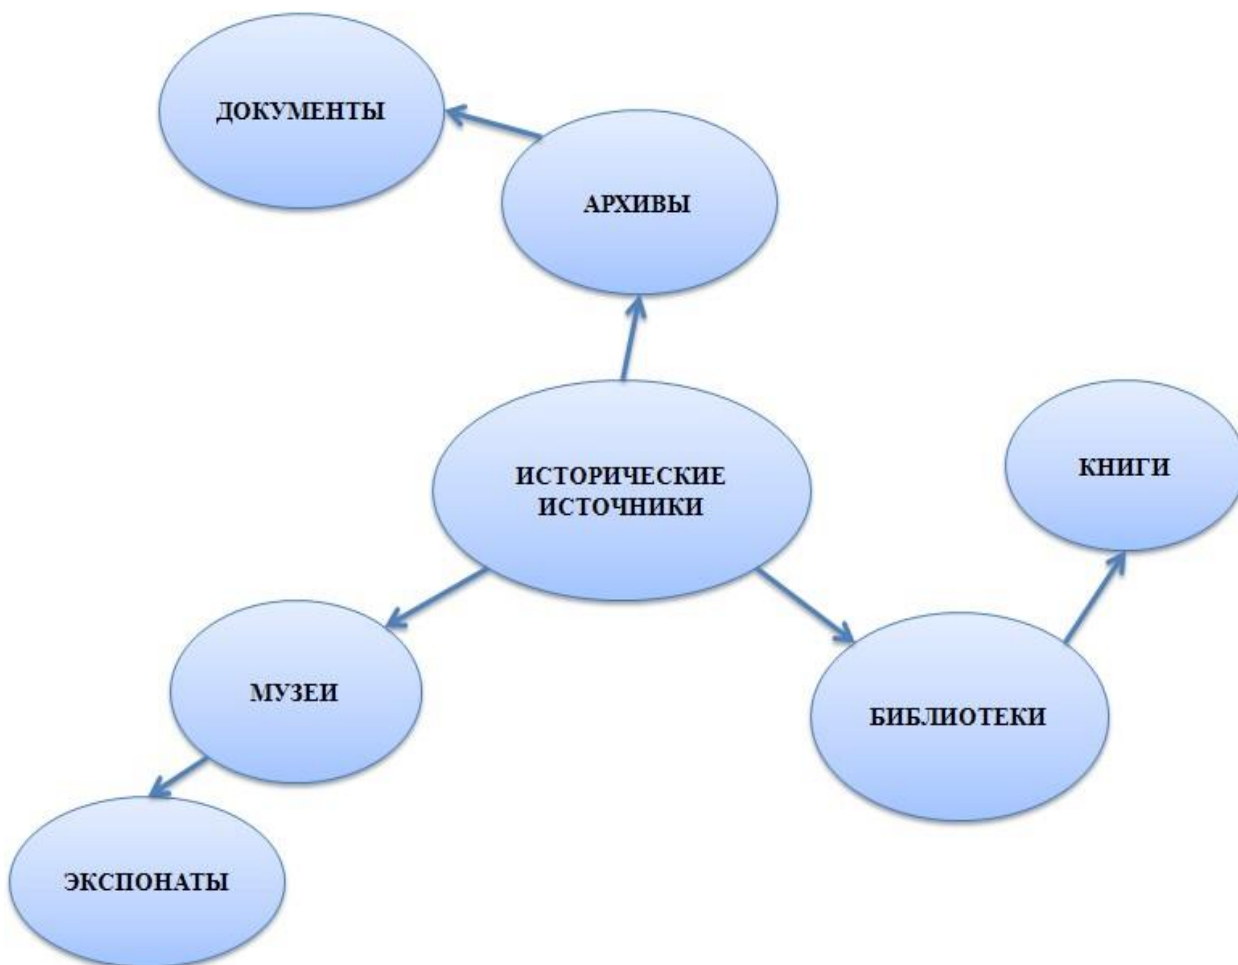 ДОКУМЕНТЫ
АРХИВЫ
ИСТОРИЧЕСКИЕ
ИСТОЧНИКИ
КНИГИ
МУЗЕИ
БИБЛИОТЕКИ
ЭКСПОНАТЫ